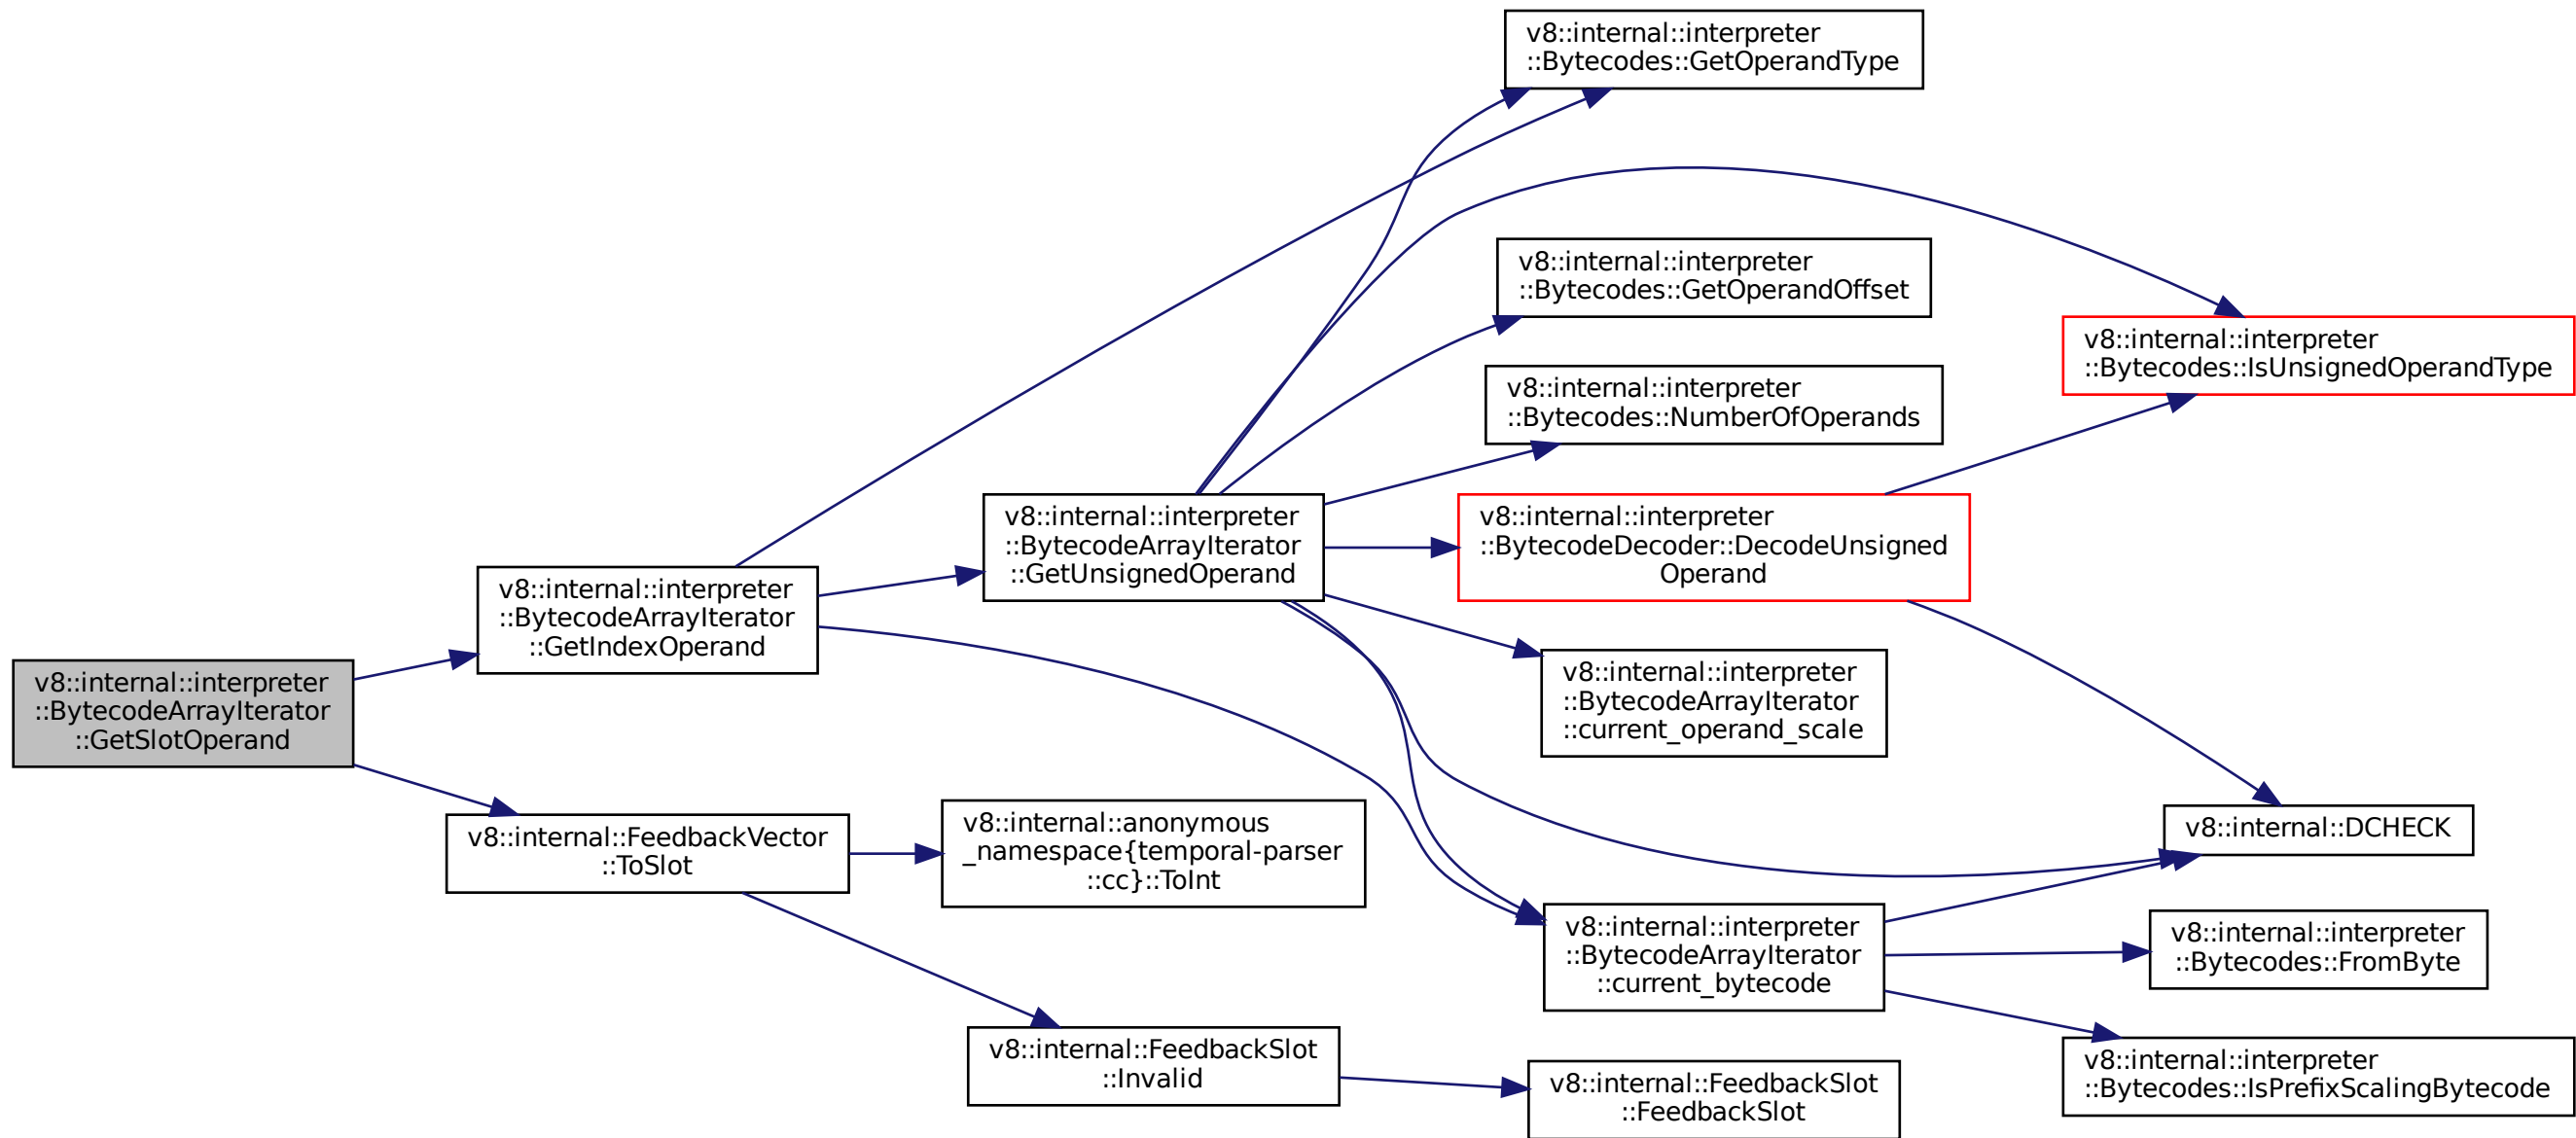 v8::internal::interpreter
::BytecodeArrayIterator
::GetSlotOperand
v8::internal::interpreter
::BytecodeArrayIterator
::GetIndexOperand
v8::internal::FeedbackVector
::ToSlot
v8::internal::interpreter
::BytecodeArrayIterator
::GetUnsignedOperand
v8::internal::anonymous
_namespace{temporal-parser
::cc}::ToInt
v8::internal::FeedbackSlot
::Invalid
v8::internal::interpreter
::Bytecodes::GetOperandType
v8::internal::interpreter
::Bytecodes::GetOperandOffset
v8::internal::interpreter
::Bytecodes::NumberOfOperands
v8::internal::interpreter
::BytecodeDecoder::DecodeUnsigned
Operand
v8::internal::interpreter
::BytecodeArrayIterator
::current_operand_scale
v8::internal::interpreter
::BytecodeArrayIterator
::current_bytecode
v8::internal::FeedbackSlot
::FeedbackSlot
v8::internal::interpreter
::Bytecodes::IsUnsignedOperandType
v8::internal::DCHECK
v8::internal::interpreter
::Bytecodes::FromByte
v8::internal::interpreter
::Bytecodes::IsPrefixScalingBytecode